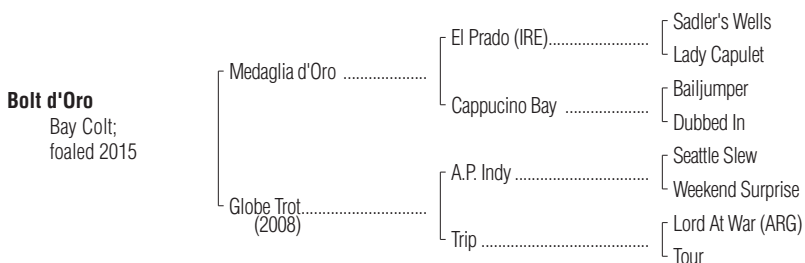 Bolt d'Oro
Bay Colt;
foaled 2015
Medaglia d'Oro ....................
Globe Trot..............................
(2008)
El Prado (IRE)........................
Cappucino Bay ....................
A.P. Indy ................................
Trip ........................................
Sadler's Wells
Lady Capulet
Bailjumper
Dubbed In
Seattle Slew
Weekend Surprise
Lord At War (ARG)
Tour